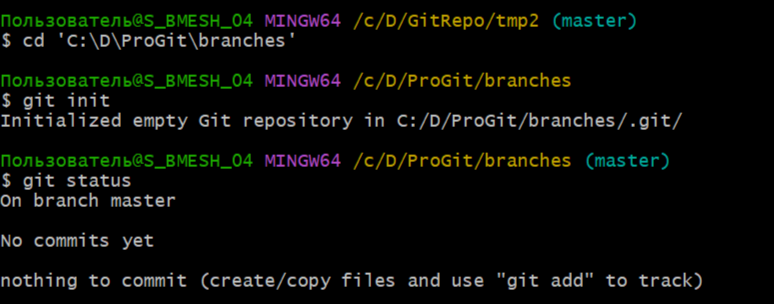 Пользователь@S_BMESH_04 MINGW64 /c/D/GitRepo/tmp2 (master)
$ cd 'C:\D\ProGit\branches'
Пользователь@S_BMESH_04 MINGW64 /c/D/ProGit/branches
$ git init
Initialized empty Git repository in C:/D/ProGit/branches/.git/
Пользователь@S_BMESH_04 MINGW64 /c/D/ProGit/branches (master)
$ git status
On branch master
No commits yet
nothing to commit (create/copy files and use "git add" to track)